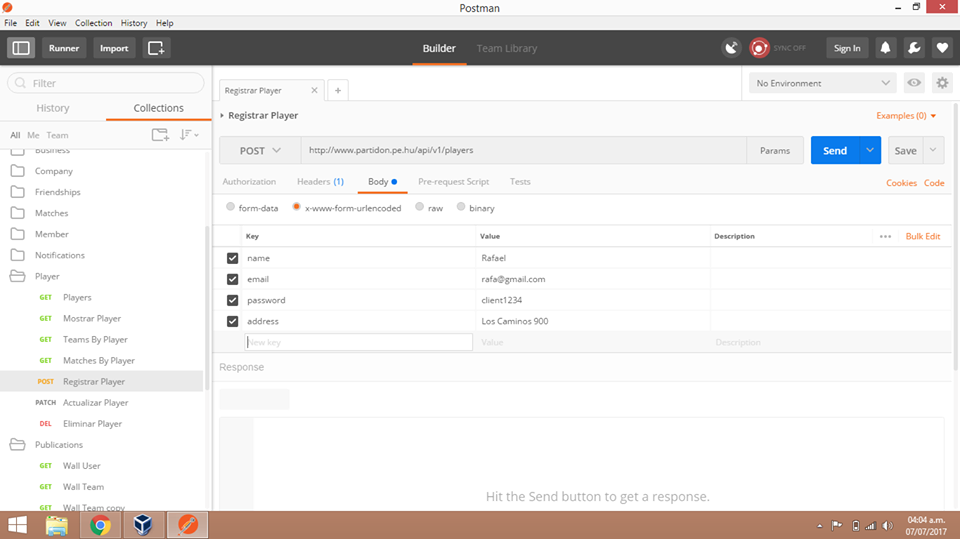 Postman
File Edit View Collection History Help
Runner Import Builder Team Library SYNC OFF Sign In
Filter
History Collections
All Me Team
Business
Company
Friendships
Matches
Member
Notifications
Player
GET Players
GET Mostrar Player
GET Teams By Player
GET Matches By Player
POST Registrar Player
PATCH Actualizar Player
DEL Eliminar Player
Publications
GET Wall User
GET Wall Team
GET Wall Team copy
Registrar Player
No Environment
Registrar Player Examples (0)
POST http://www.partidon.pe.hu/api/v1/players Params Send Save
Authorization Headers (1) Body Pre-request Script Tests Cookies Code
form-data x-www-form-urlencoded raw binary
Key Value Description Bulk Edit
name Rafael
email rafa@gmail.com
password client1234
address Los Caminos 900
New key Value Description
Response
Hit the Send button to get a response.
04:04 a.m.
07/07/2017